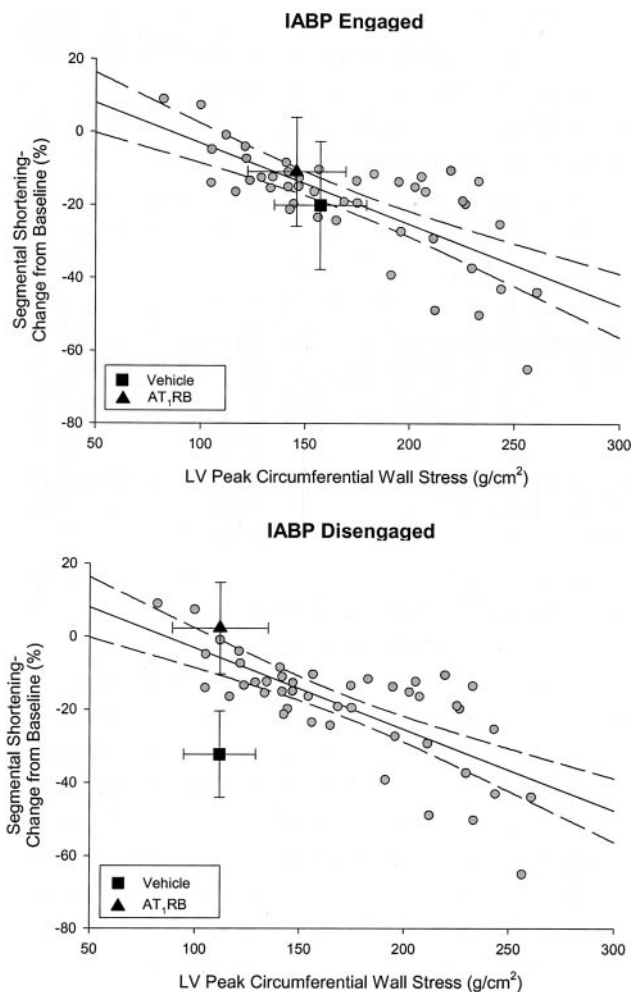 IABP Engaged
20
0
-20
-40
-60
-80
Segmental Shortening-
Change from Baseline (%)
Vehicle
AT₁RB
50
100
150
200
250
300
LV Peak Circumferential Wall Stress (g/cm²)
IABP Disengaged
20
0
-20
-40
-60
-80
Segmental Shortening-
Change from Baseline (%)
Vehicle
AT₁RB
50
100
150
200
250
300
LV Peak Circumferential Wall Stress (g/cm²)